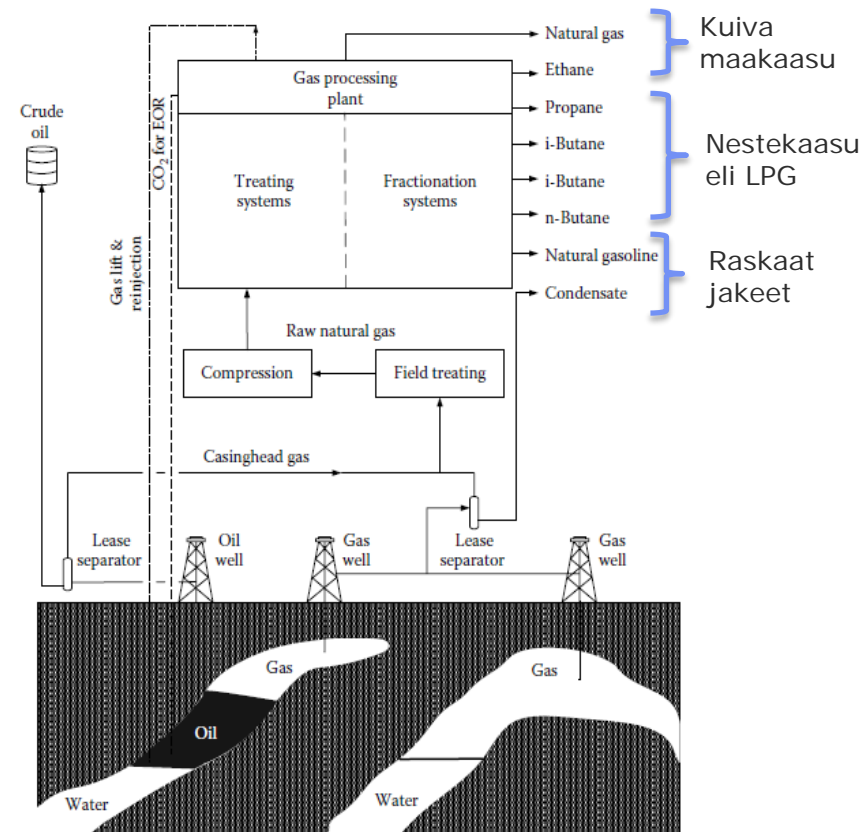 Natural gas
Ethane
Propane
i-Butane
i-Butane
n-Butane
Natural gasoline
Condensate
Kuiva
maakaasu
Nestekaasu
eli LPG
Raskaat
jakeet
Gas processing
plant
Treating
systems
Fractionation
systems
Crude
oil
CO₂ for EOR
Gas lift &
reinjection
Raw natural gas
Compression
Field treating
Casinghead gas
Lease
separator
Oil
well
Gas
well
Lease
separator
Gas
well
Gas
Oil
Water
Gas
Water